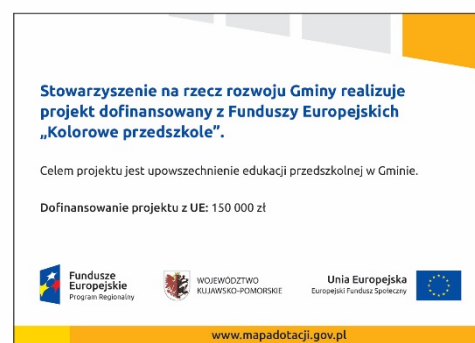 Stowarzyszenie na rzecz rozwoju Gminy realizuje
projekt dofinansowany z Funduszy Europejskich
„Kolorowe przedszkole”.
Celem projektu jest upowszechnienie edukacji przedszkolnej w Gminie.
Dofinansowanie projektu z UE: 150 000 zł
Fundusze
Europejskie
Program Regionalny
WOJEWÓDZTWO
KUJAWSKO-POMORSKIE
Unia Europejska
Europejski Fundusz Społeczny
www.mapadotacji.gov.pl